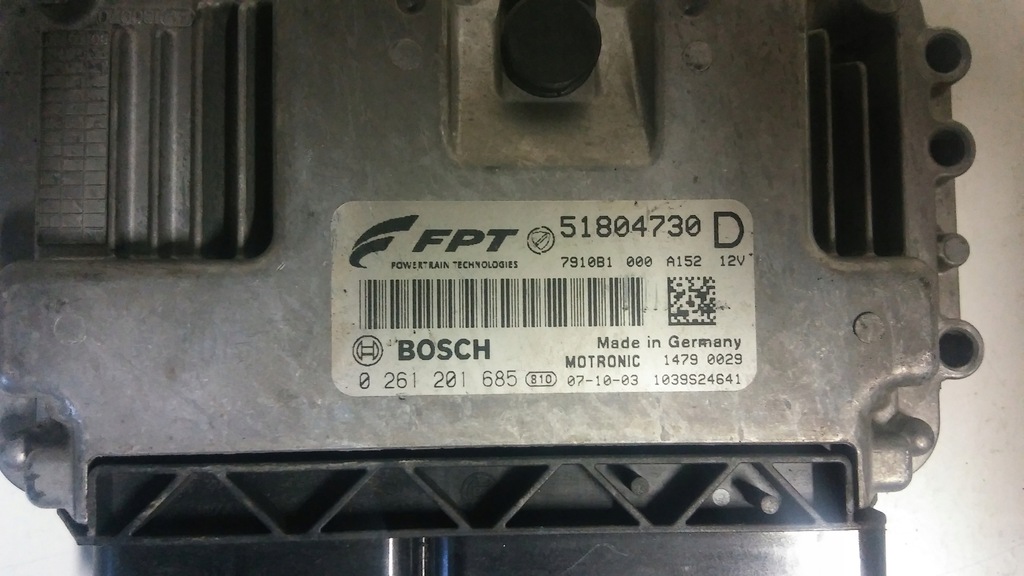 FPT 51804730 D
POWERTRAIN TECHNOLOGIES 7910B1 000 A152 12V
Made in Germany
BOSCH MOTRONIC 1479 0029
0 261 201 685 810 07-10-03 1039S24641